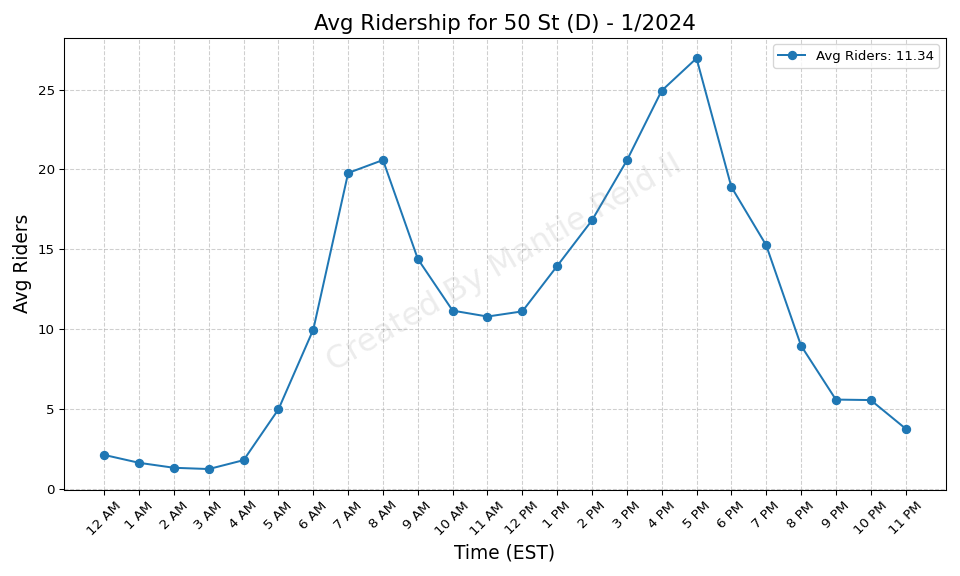 Avg Ridership for 50 St (D) - 1/2024
Avg Riders: 11.34
Avg Riders
25
20
15
10
5
0
Created By Mantle Reid II
12 AM
1 AM
2 AM
3 AM
4 AM
5 AM
6 AM
7 AM
8 AM
9 AM
10 AM
11 AM
12 PM
1 PM
2 PM
3 PM
4 PM
5 PM
6 PM
7 PM
8 PM
9 PM
10 PM
11 PM
Time (EST)